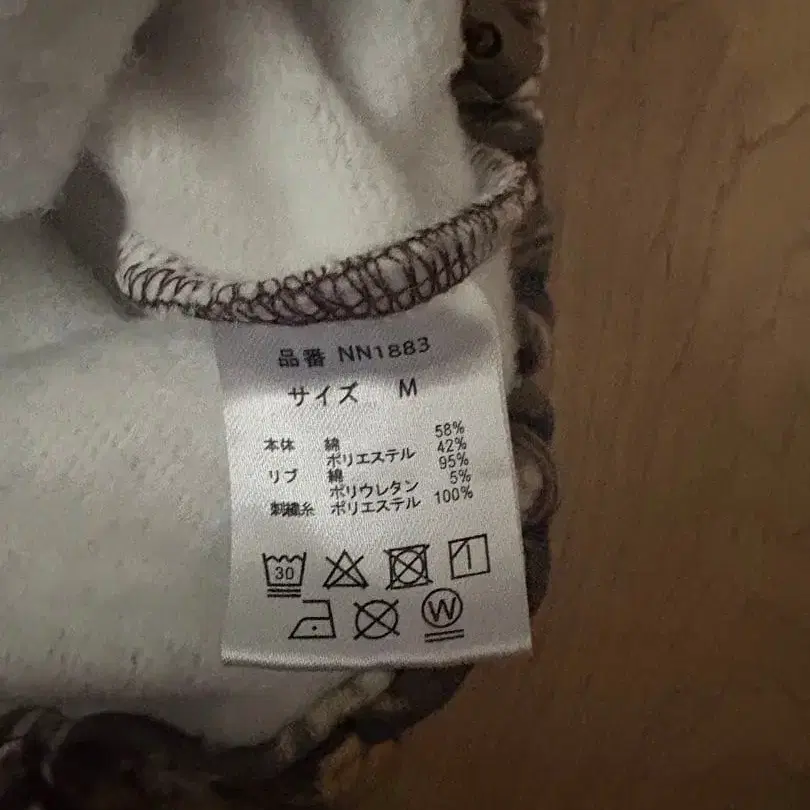 品番 NN1883
サイズ M
本体 綿 58%
ポリエステル 42%
リブ 綿 95%
ポリウレタン 5%
刺繍糸 ポリエステル 100%
30
W